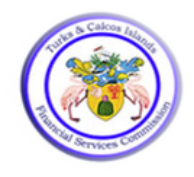 Turks & Caicos Islands
Financial Services Commission